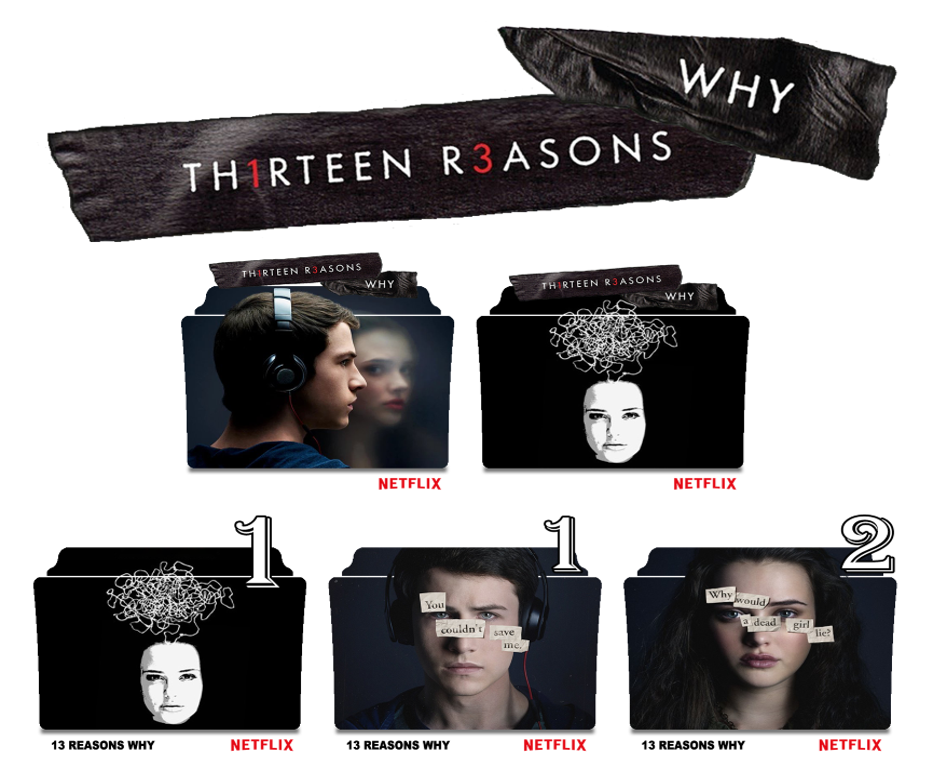 WHY
TH1RTEEN R3ASONS
TH1RTEEN R3ASONS
WHY
TH1RTEEN R3ASONS
WHY
NETFLIX
NETFLIX
1
1
2
You
couldn't save
me.
Why would
a dead girl
lie?
13 REASONS WHY
NETFLIX
13 REASONS WHY
NETFLIX
13 REASONS WHY
NETFLIX